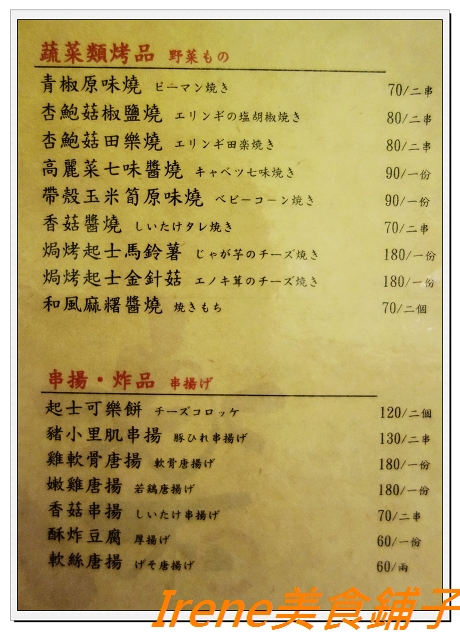 蔬菜類烤品 野菜もの
青椒原味燒 ピーマン焼き 70/二串
杏鮑菇椒鹽燒 エリンギの塩胡椒焼き 80/二串
杏鮑菇田樂燒 エリンギ田楽焼き 80/二串
高麗菜七味醬燒 キャベツ七味焼き 90/一份
帶殼玉米筍原味燒 ベビーコーン焼き 90/一份
香菇醬燒 しいたけタレ焼き 70/二串
焗烤起士馬鈴薯 じゃが芋のチーズ焼き 180/一份
焗烤起士金針菇 エノキ茸のチーズ焼き 180/一份
和風麻糬醬燒 焼きもち 70/二個
串揚・炸品 串揚げ
起士可樂餅 チーズコロッケ 120/二個
豬小里肌串揚 豚ひれ串揚げ 130/二串
雞軟骨唐揚 軟骨唐揚げ 180/一份
嫩雞唐揚 若鶏唐揚げ 180/一份
香菇串揚 しいたけ串揚げ 70/二串
酥炸豆腐 厚揚げ 60/一份
軟絲唐揚 げそ唐揚げ 60/兩
Irene美食鋪子